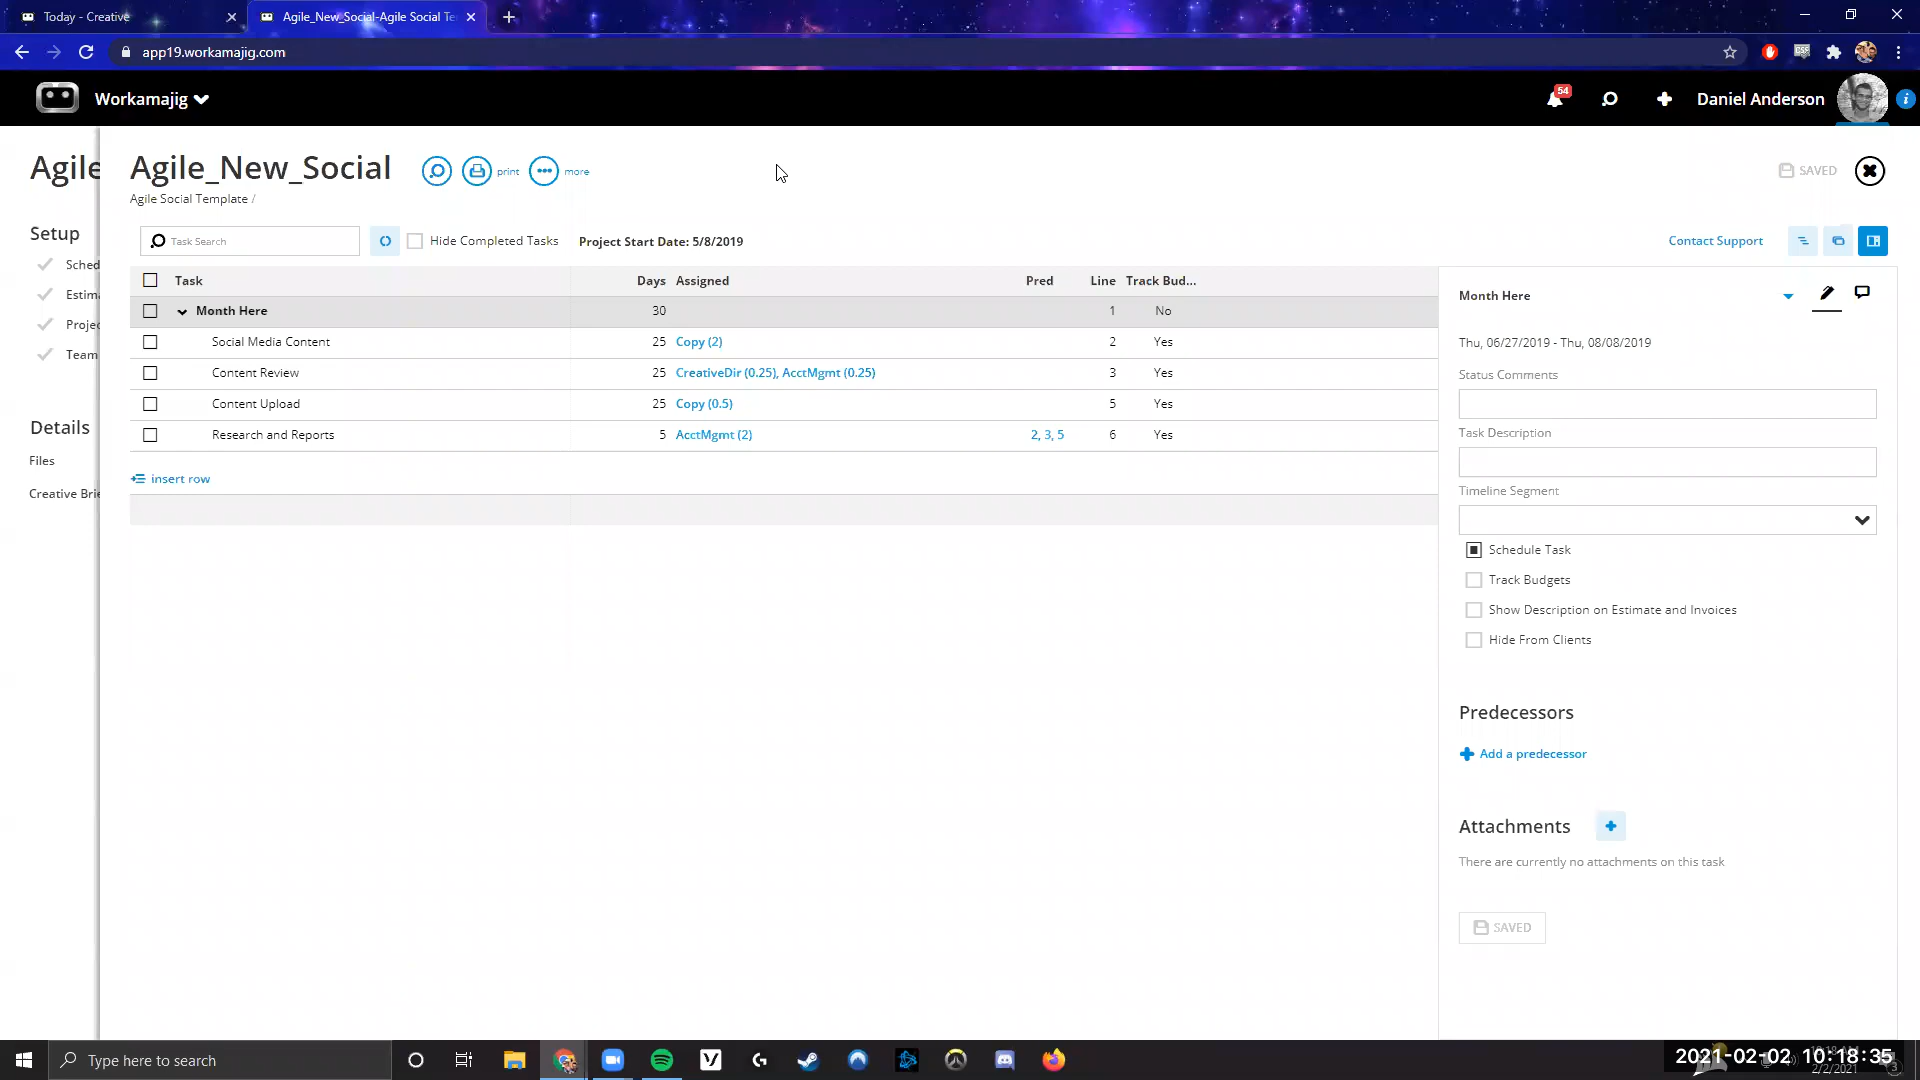 Today - Creative
Agile_New_Social-Agile Social Te
app19.workamajig.com
Workamajig
54
Daniel Anderson
i
Agile
Agile_New_Social
print
more
SAVED
Agile Social Template /
Setup
Task Search
Hide Completed Tasks
Project Start Date: 5/8/2019
Contact Support
Sched
Estima
Projec
Team
Task Days Assigned Pred Line Track Bud...
Month Here 30 1 No
Social Media Content 25 Copy (2) 2 Yes
Content Review 25 CreativeDir (0.25), AcctMgmt (0.25) 3 Yes
Content Upload 25 Copy (0.5) 5 Yes
Research and Reports 5 AcctMgmt (2) 2, 3, 5 6 Yes
insert row
Details
Files
Creative Brie
Month Here
Thu, 06/27/2019 - Thu, 08/08/2019
Status Comments
Task Description
Timeline Segment
Schedule Task
Track Budgets
Show Description on Estimate and Invoices
Hide From Clients
Predecessors
Add a predecessor
Attachments
There are currently no attachments on this task
SAVED
Type here to search
2021-02-02 10:18:35
2/2/2021